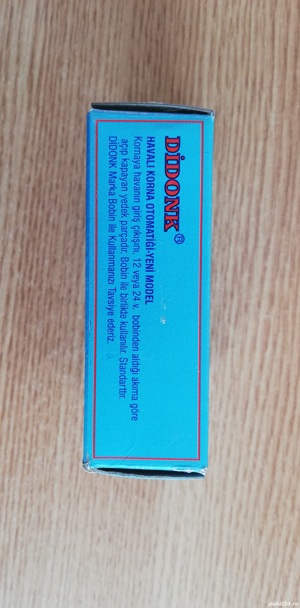 DİDONK ®
HAVALI KORNA OTOMATİĞİ-YENİ MODEL
Kornaya havanın giriş çıkışını, 12 veya 24 v. bobinden aldığı akıma göre
açıp kapayan yedek parçadır. Bobin ile birlikte kullanılır. Standarttır.
DİDONK Marka Bobin ile Kullanmanızı Tavsiye ederiz.